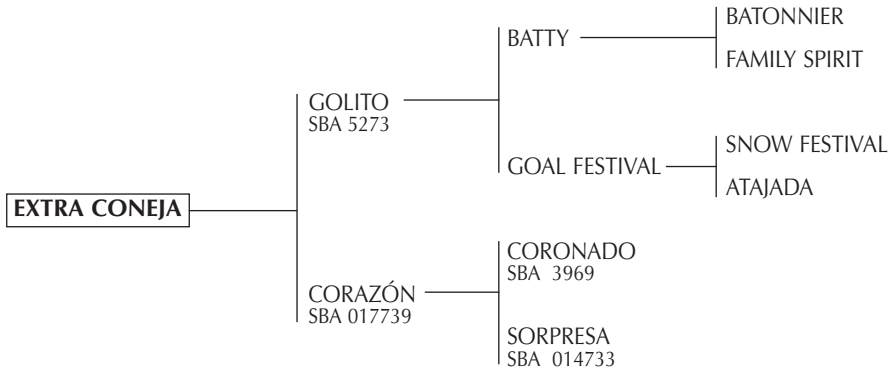 BATONNIER
BATTY
FAMILY SPIRIT
GOLITO
SBA 5273
SNOW FESTIVAL
GOAL FESTIVAL
ATAJADA
EXTRA CONEJA
CORONADO
SBA 3969
CORAZÓN
SBA 017739
SORPRESA
SBA 014733